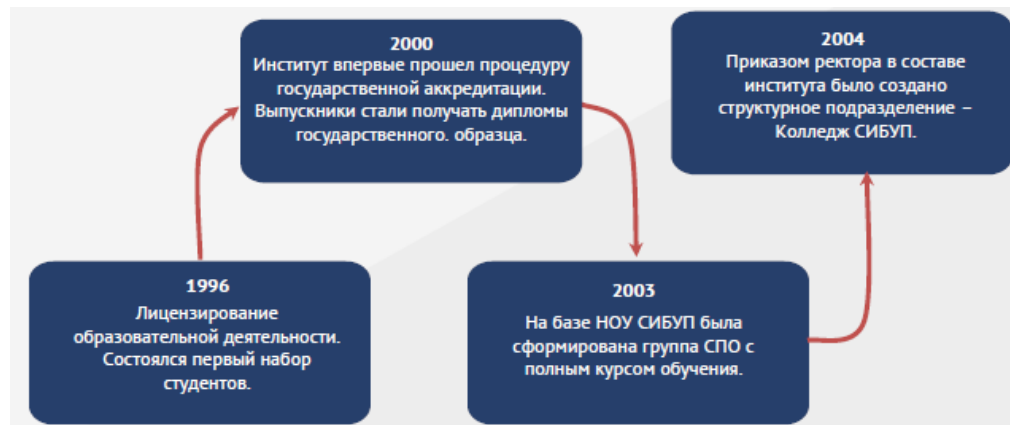 2000
Институт впервые прошел процедуру
государственной аккредитации.
Выпускники стали получать дипломы
государственного. образца.
2004
Приказом ректора в составе
института было создано
структурное подразделение –
Колледж СИБУП.
1996
Лицензирование
образовательной деятельности.
Состоялся первый набор
студентов.
2003
На базе НОУ СИБУП была
сформирована группа СПО с
полным курсом обучения.